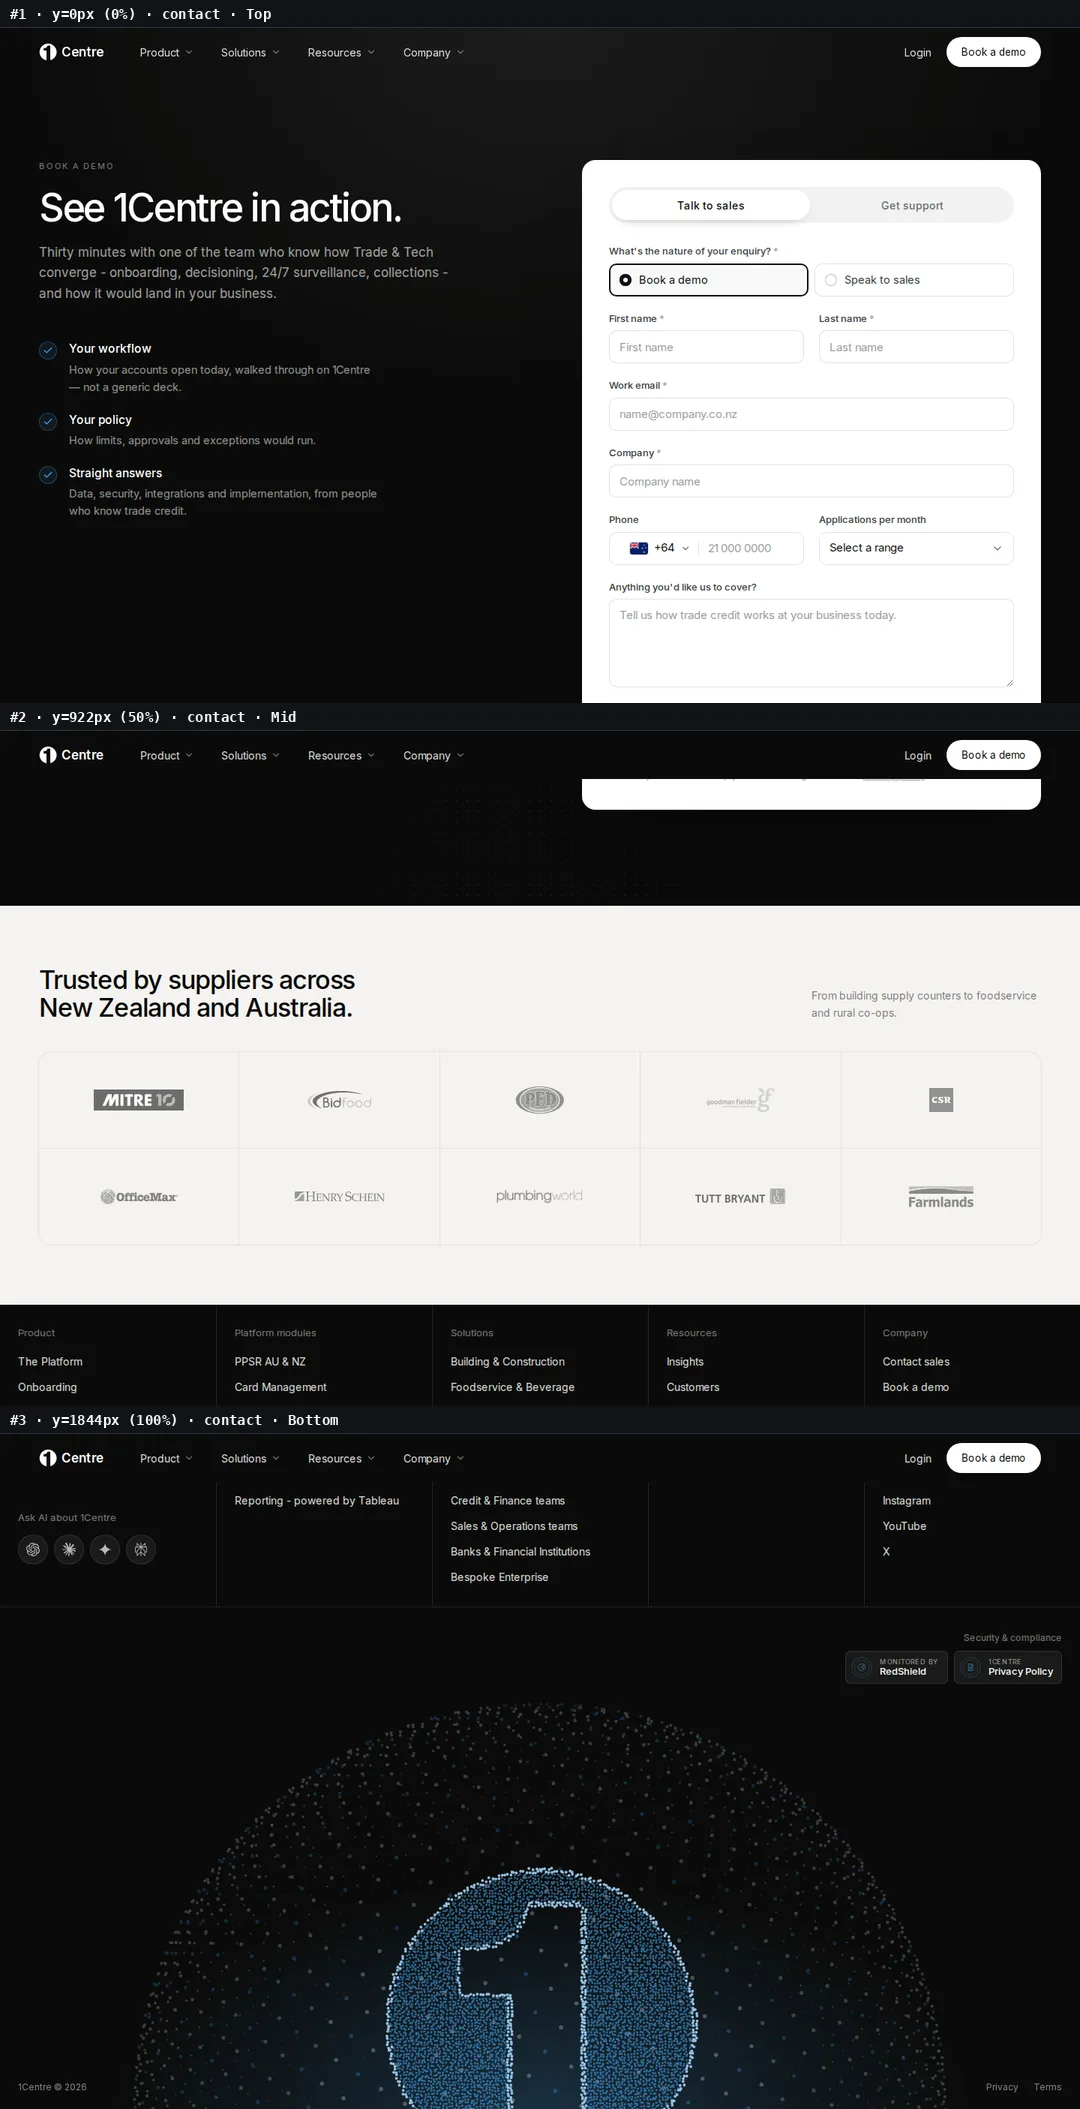 #1 · y=0px (0%) · contact · Top
1 Centre
Product
Solutions
Resources
Company
Login
Book a demo
BOOK A DEMO
See 1Centre in action.
Thirty minutes with one of the team who know how Trade & Tech
converge - onboarding, decisioning, 24/7 surveillance, collections -
and how it would land in your business.
Your workflow
How your accounts open today, walked through on 1Centre
— not a generic deck.
Your policy
How limits, approvals and exceptions would run.
Straight answers
Data, security, integrations and implementation, from people
who know trade credit.
Talk to sales
Get support
What's the nature of your enquiry? *
Book a demo
Speak to sales
First name *
Last name *
First name
Last name
Work email *
name@company.co.nz
Company *
Company name
Phone
Applications per month
+64
21 000 0000
Select a range
Anything you'd like us to cover?
Tell us how trade credit works at your business today.
#2 · y=922px (50%) · contact · Mid
1 Centre
Product
Solutions
Resources
Company
Login
Book a demo
Trusted by suppliers across
New Zealand and Australia.
From building supply counters to foodservice
and rural co-ops.
MITRE 10
Bidfood
PFD
goodman fielder
gf
CSR
OfficeMax
HENRY SCHEIN
plumbingworld
TUTT BRYANT
Farmlands
Product
Platform modules
Solutions
Resources
Company
The Platform
PPSR AU & NZ
Building & Construction
Insights
Contact sales
Onboarding
Card Management
Foodservice & Beverage
Customers
Book a demo
#3 · y=1844px (100%) · contact · Bottom
1 Centre
Product
Solutions
Resources
Company
Login
Book a demo
Reporting - powered by Tableau
Credit & Finance teams
Instagram
Ask AI about 1Centre
Sales & Operations teams
YouTube
Banks & Financial Institutions
X
Bespoke Enterprise
Security & compliance
MONITORED BY
RedShield
1CENTRE
Privacy Policy
1
1Centre © 2026
Privacy
Terms